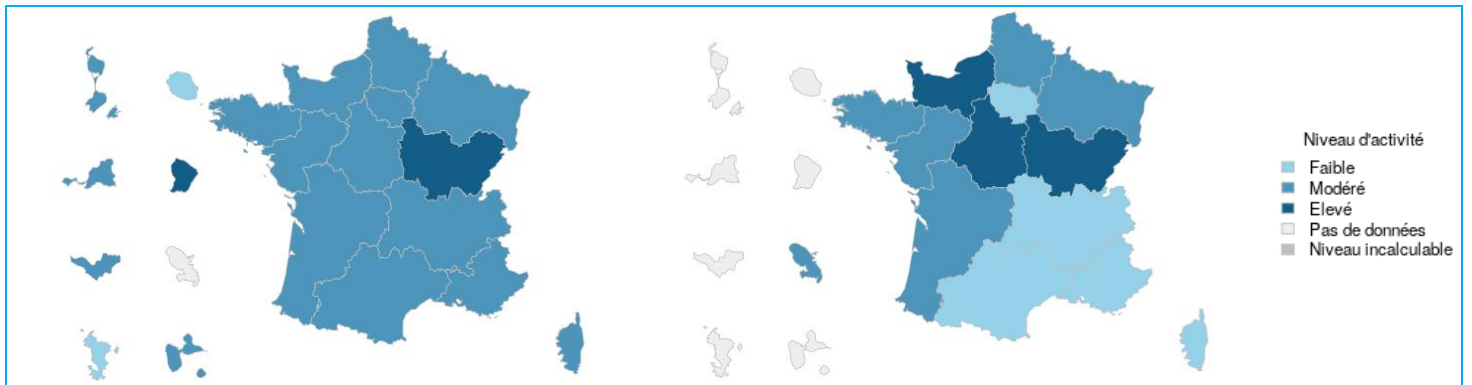 Niveau d'activité
Faible
Modéré
Elevé
Pas de données
Niveau incalculable